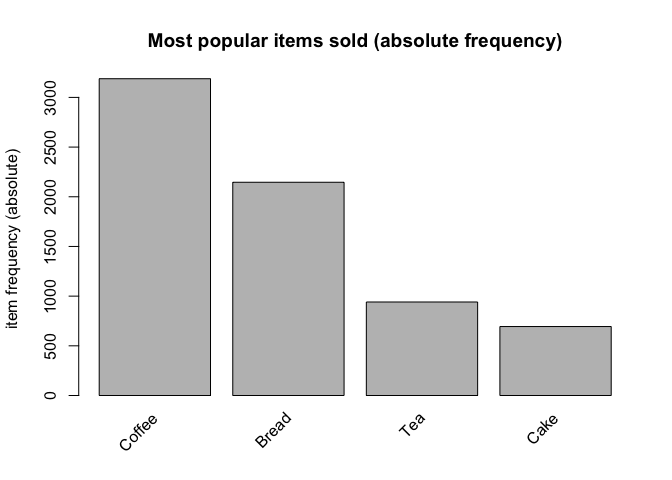 Most popular items sold (absolute frequency)
item frequency (absolute)
3000
2500
2000
1500
1000
500
0
Coffee
Bread
Tea
Cake